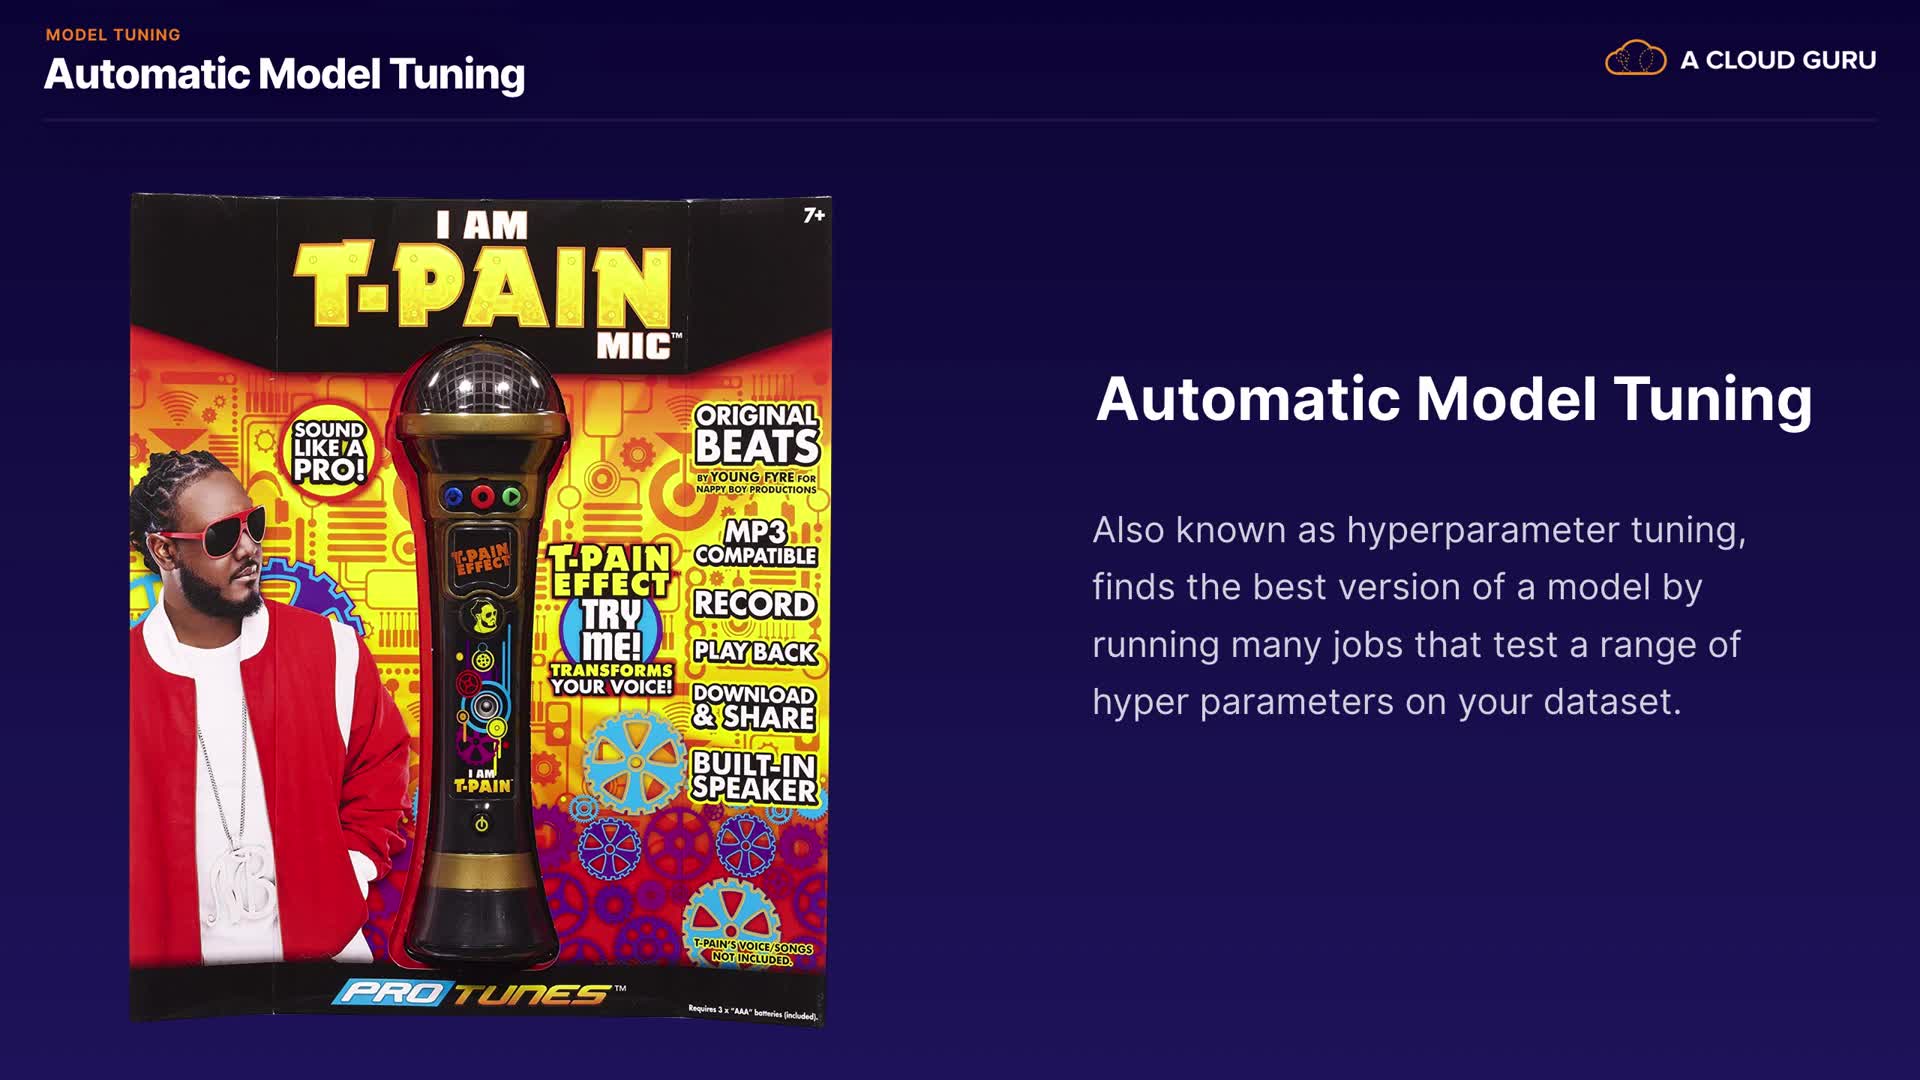 MODEL TUNING
Automatic Model Tuning
A CLOUD GURU
7+
I AM
T-PAIN
MIC™
SOUND
LIKE A
PRO!
ORIGINAL
BEATS
BY YOUNG FYRE FOR
NAPPY BOY PRODUCTIONS
MP3
COMPATIBLE
RECORD
PLAY BACK
DOWNLOAD
& SHARE
BUILT-IN
SPEAKER
T-PAIN
EFFECT
T-PAIN
EFFECT
TRY
ME!
TRANSFORMS
YOUR VOICE!
I AM
T-PAIN
T-PAIN'S VOICE/SONGS
NOT INCLUDED.
PRO TUNES™
Requires 3 x "AAA" batteries (included).
Automatic Model Tuning
Also known as hyperparameter tuning,
finds the best version of a model by
running many jobs that test a range of
hyper parameters on your dataset.